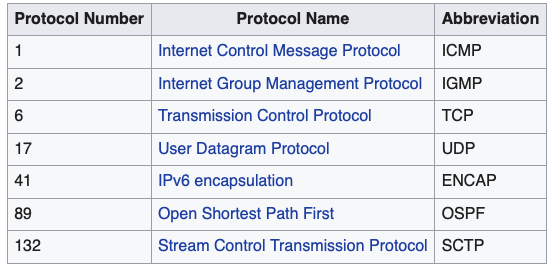 Protocol Number Protocol Name Abbreviation
1 Internet Control Message Protocol ICMP
2 Internet Group Management Protocol IGMP
6 Transmission Control Protocol TCP
17 User Datagram Protocol UDP
41 IPv6 encapsulation ENCAP
89 Open Shortest Path First OSPF
132 Stream Control Transmission Protocol SCTP